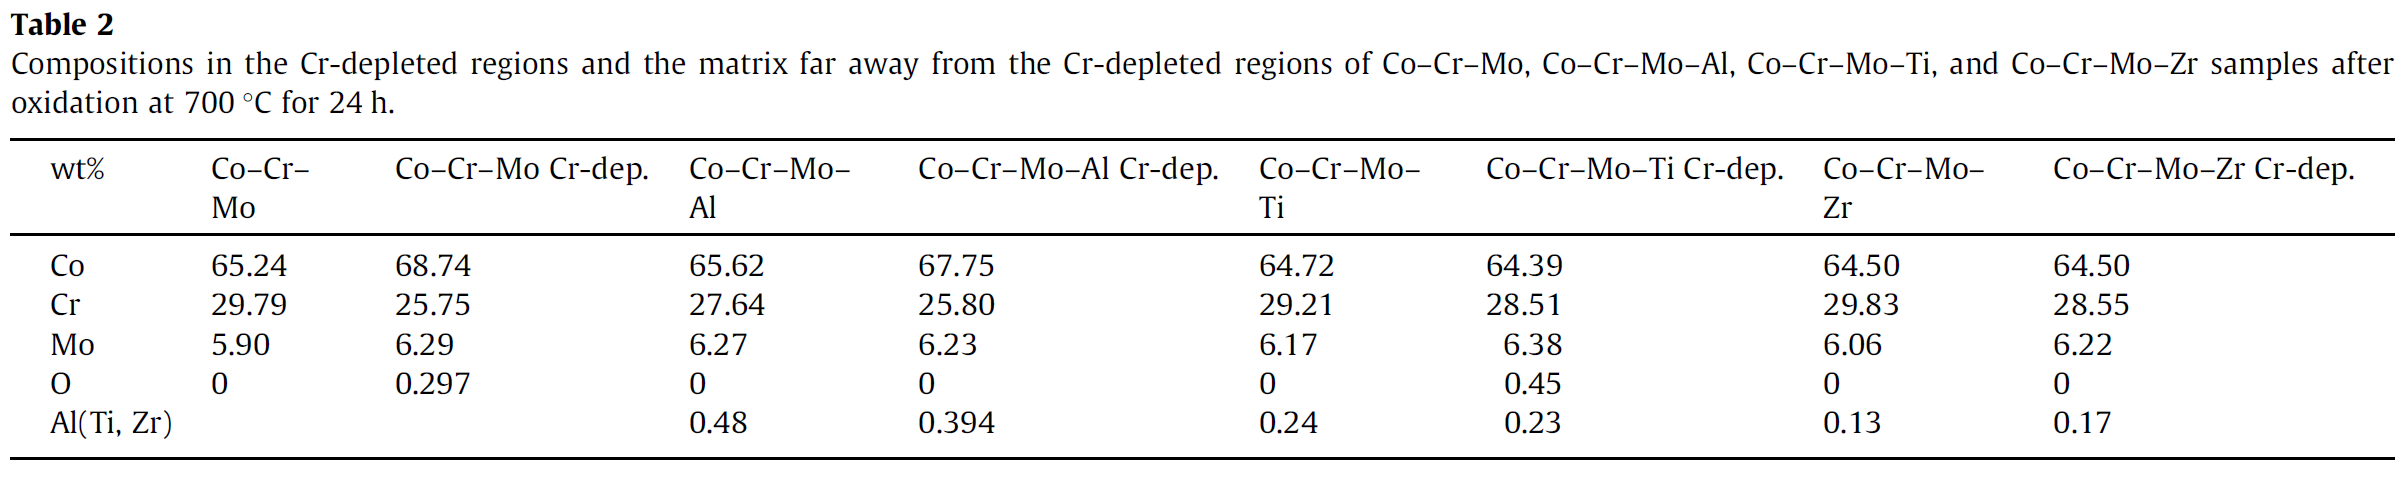 Table 2
Compositions in the Cr-depleted regions and the matrix far away from the Cr-depleted regions of Co–Cr–Mo, Co–Cr–Mo–Al, Co–Cr–Mo–Ti, and Co–Cr–Mo–Zr samples after
oxidation at 700 °C for 24 h.
wt% Co–Cr– Co–Cr–Mo Cr-dep. Co–Cr–Mo– Co–Cr–Mo–Al Cr-dep. Co–Cr–Mo– Co–Cr–Mo–Ti Cr-dep. Co–Cr–Mo– Co–Cr–Mo–Zr Cr-dep.
Mo Al Ti Zr
Co 65.24 68.74 65.62 67.75 64.72 64.39 64.50 64.50
Cr 29.79 25.75 27.64 25.80 29.21 28.51 29.83 28.55
Mo 5.90 6.29 6.27 6.23 6.17 6.38 6.06 6.22
O 0 0.297 0 0 0 0.45 0 0
Al(Ti, Zr) 0.48 0.394 0.24 0.23 0.13 0.17